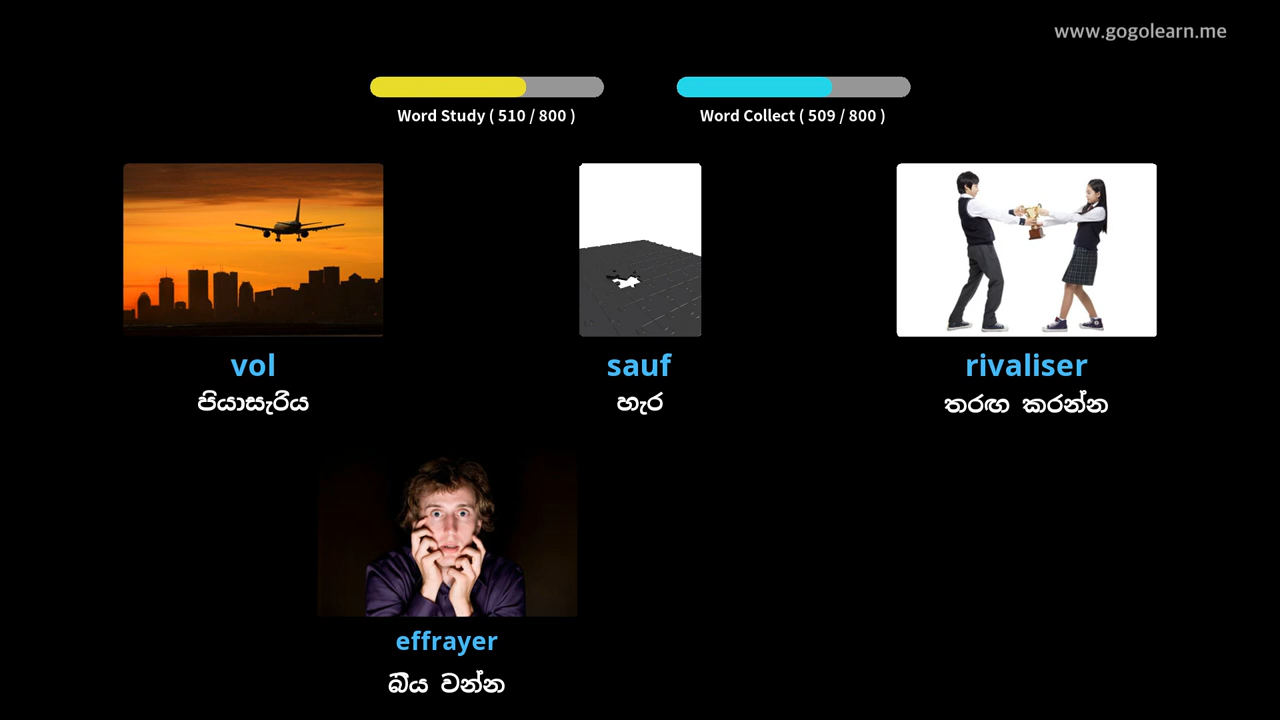 www.gogolearn.me
Word Study ( 510 / 800 )
Word Collect ( 509 / 800 )
vol
පියාසැරිය
sauf
හැර
rivaliser
තරඟ කරන්න
effrayer
බිය වන්න